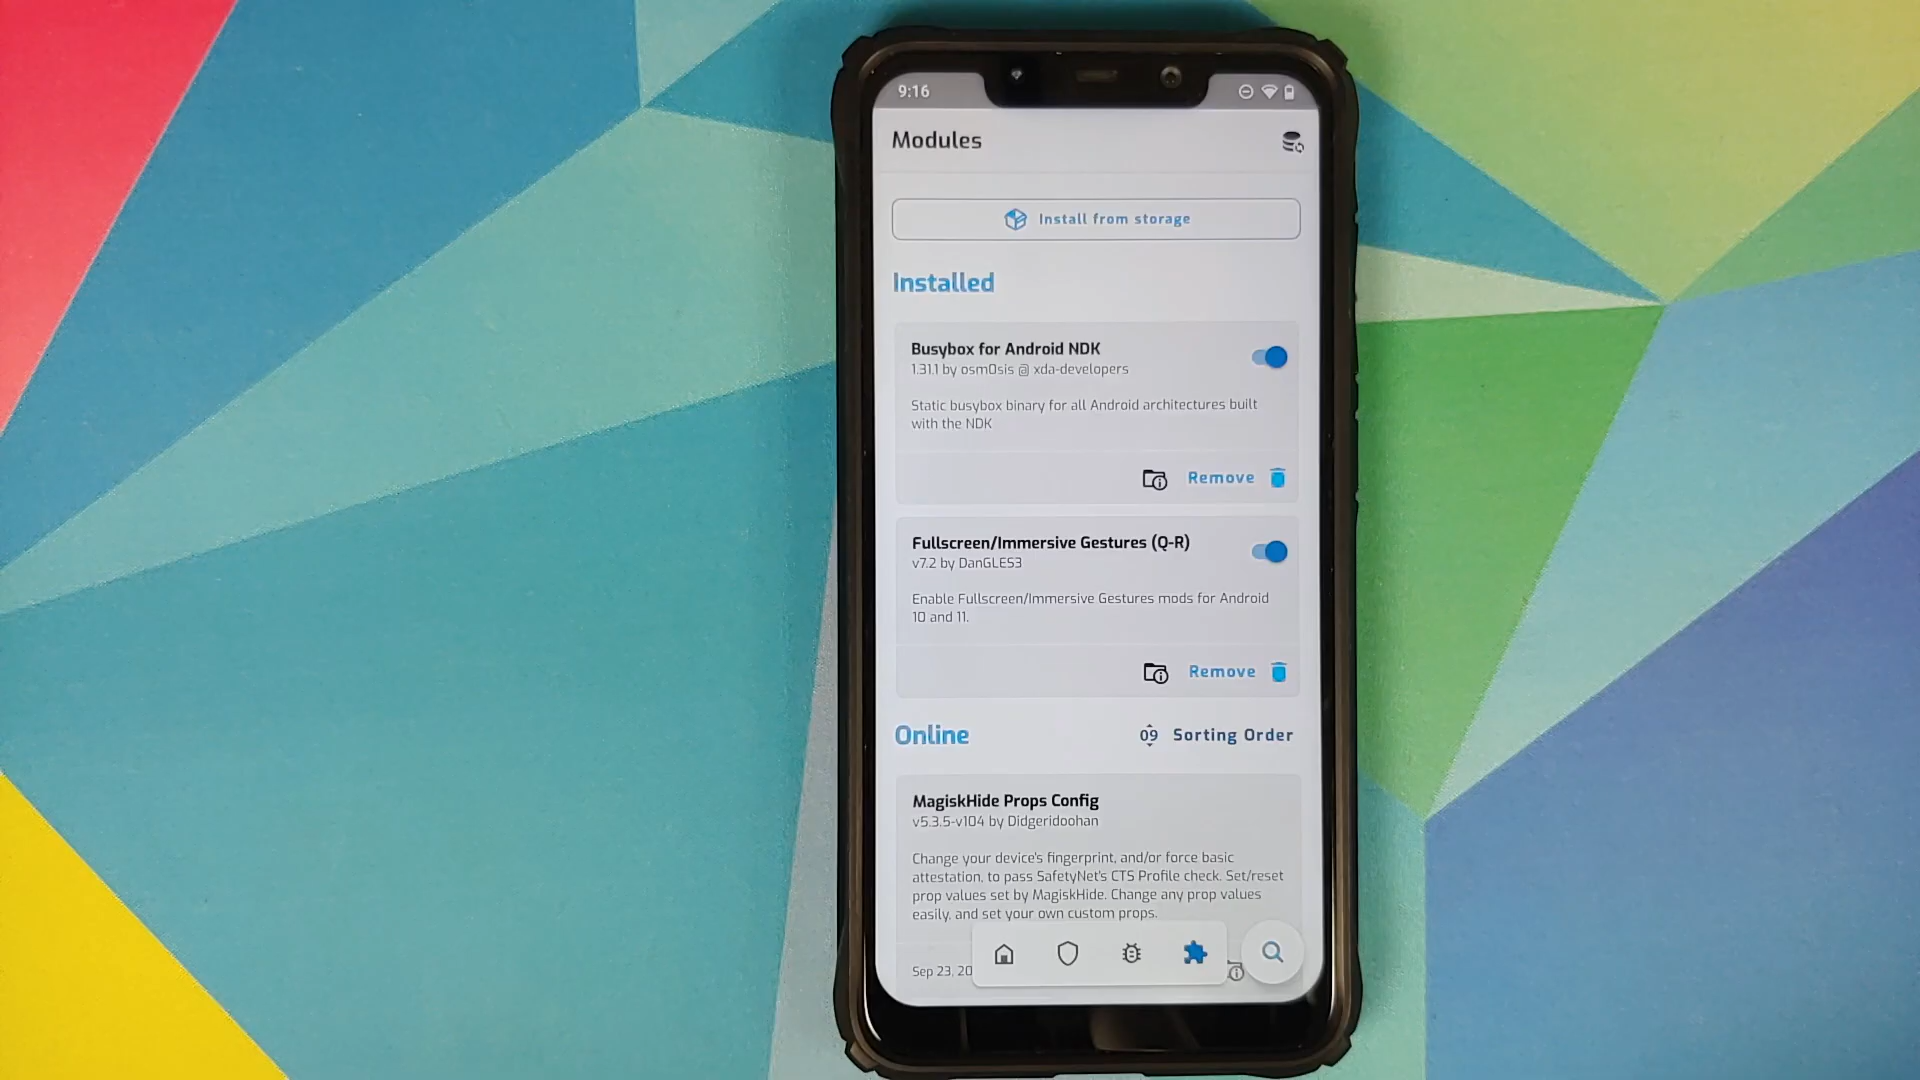 9:16
Modules
Install from storage
Installed
Busybox for Android NDK
1.31.1 by osm0sis @ xda-developers
Static busybox binary for all Android architectures built
with the NDK
Remove
Fullscreen/Immersive Gestures (Q-R)
v7.2 by DanGLES3
Enable Fullscreen/Immersive Gestures mods for Android
10 and 11.
Remove
Online
09 Sorting Order
MagiskHide Props Config
v5.3.5-v104 by Didgeridoohan
Change your device's fingerprint, and/or force basic
attestation, to pass SafetyNet's CTS Profile check. Set/reset
prop values set by MagiskHide. Change any prop values
easily, and set your own custom props.
Sep 23, 20